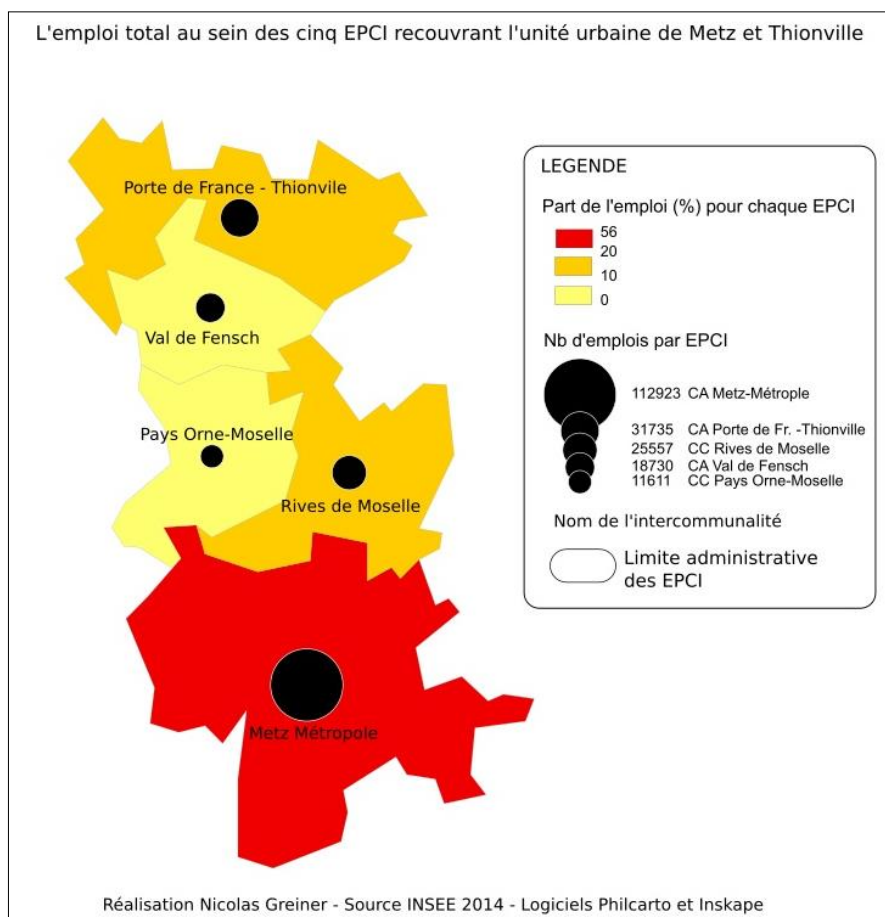 L'emploi total au sein des cinq EPCI recouvrant l'unité urbaine de Metz et Thionville
Porte de France - Thionvile
Val de Fensch
Pays Orne-Moselle
Rives de Moselle
Metz Métropole
LEGENDE
Part de l'emploi (%) pour chaque EPCI
56
20
10
0
Nb d'emplois par EPCI
112923 CA Metz-Métrople
31735 CA Porte de Fr. -Thionville
25557 CC Rives de Moselle
18730 CA Val de Fensch
11611 CC Pays Orne-Moselle
Nom de l'intercommunalité
Limite administrative
des EPCI
Réalisation Nicolas Greiner - Source INSEE 2014 - Logiciels Philcarto et Inskape